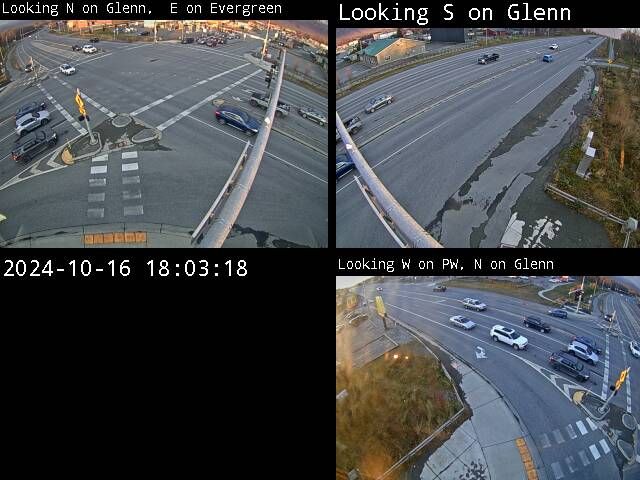 Looking N on Glenn,  E on Evergreen
Looking S on Glenn
2024-10-16 18:03:18
Looking W on PW, N on Glenn